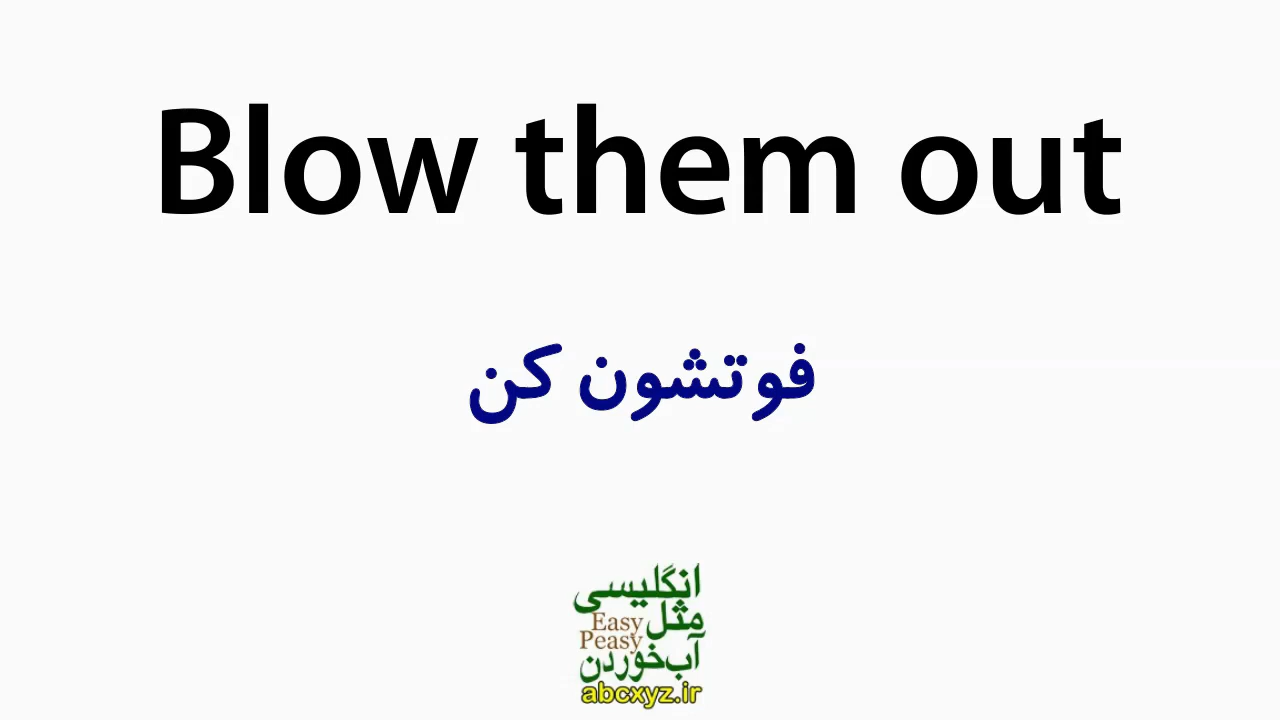 Blow them out
فوتشون کن
انگلیسی
مثل
Easy
Peasy
آب‌خوردن
abcxyz.ir